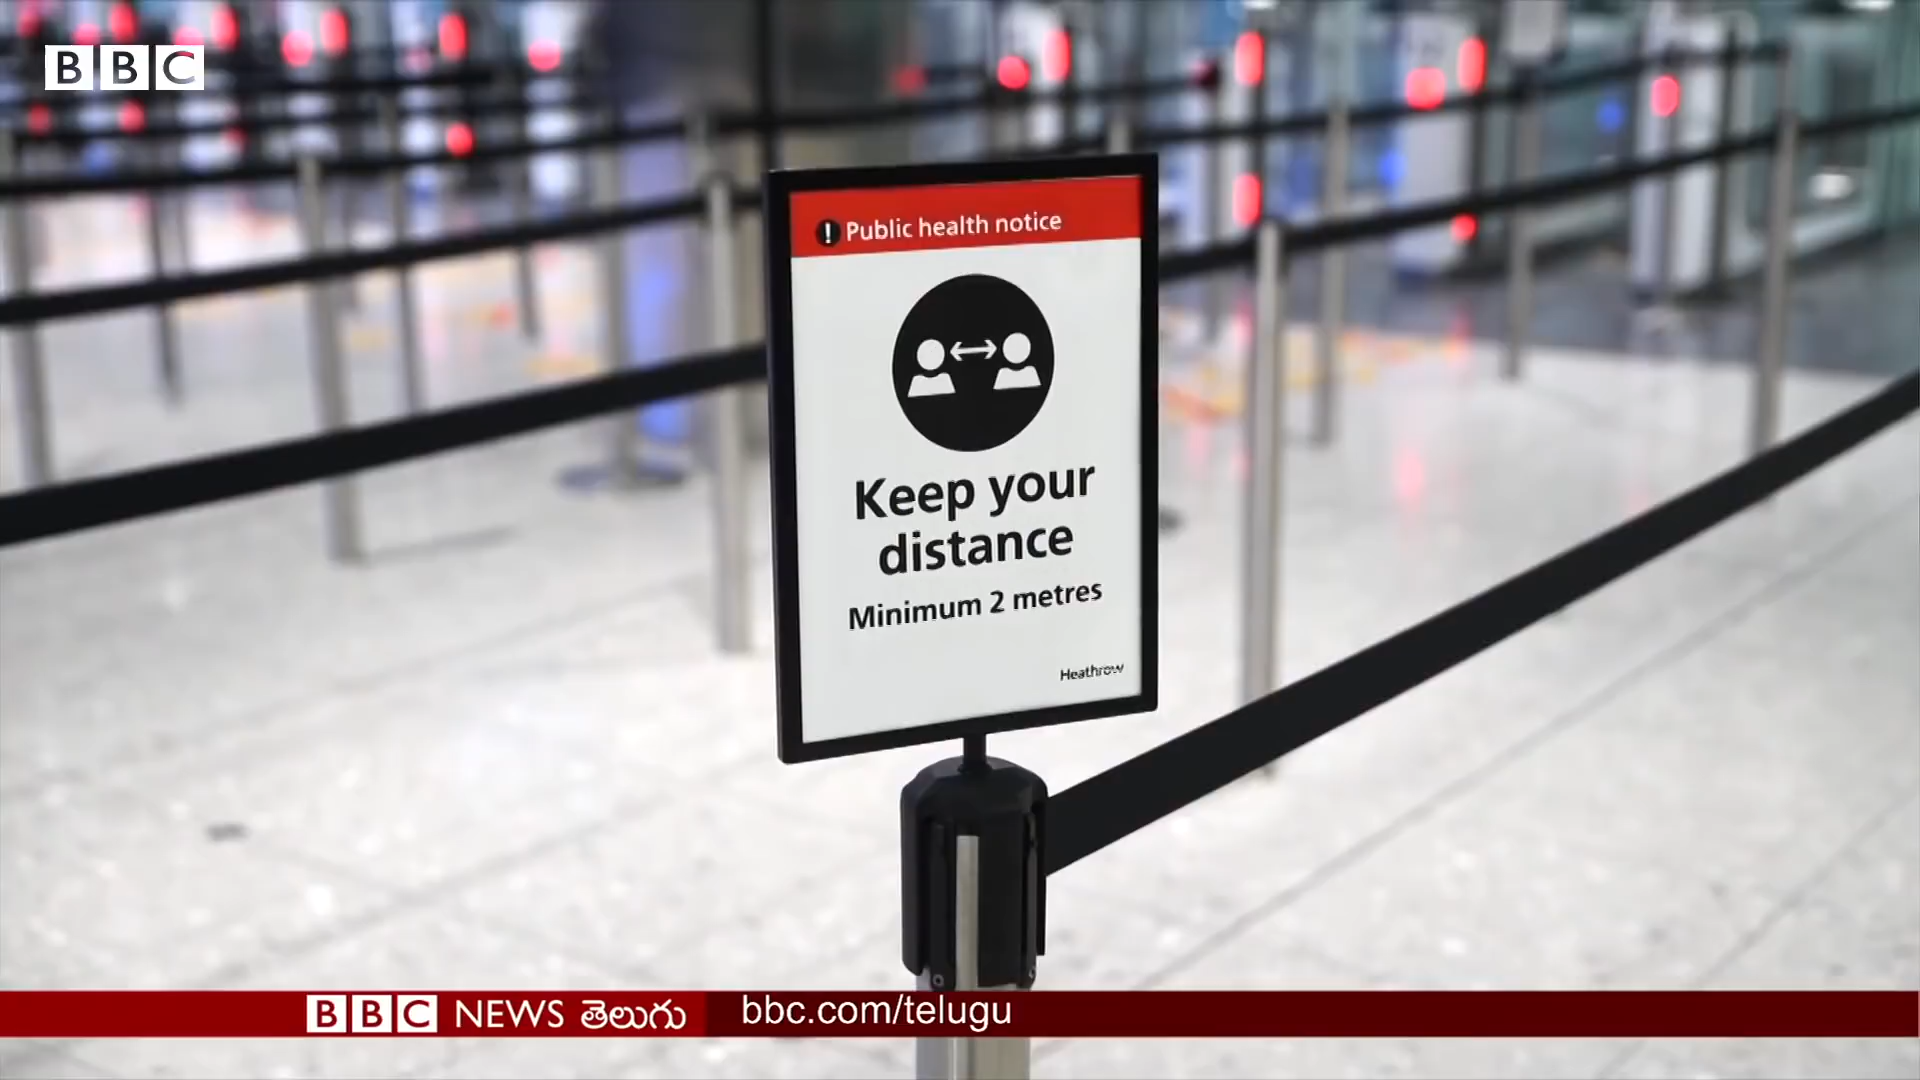 BBC
! Public health notice
Keep your
distance
Minimum 2 metres
Heathrow
BBC NEWS తెలుగు bbc.com/telugu